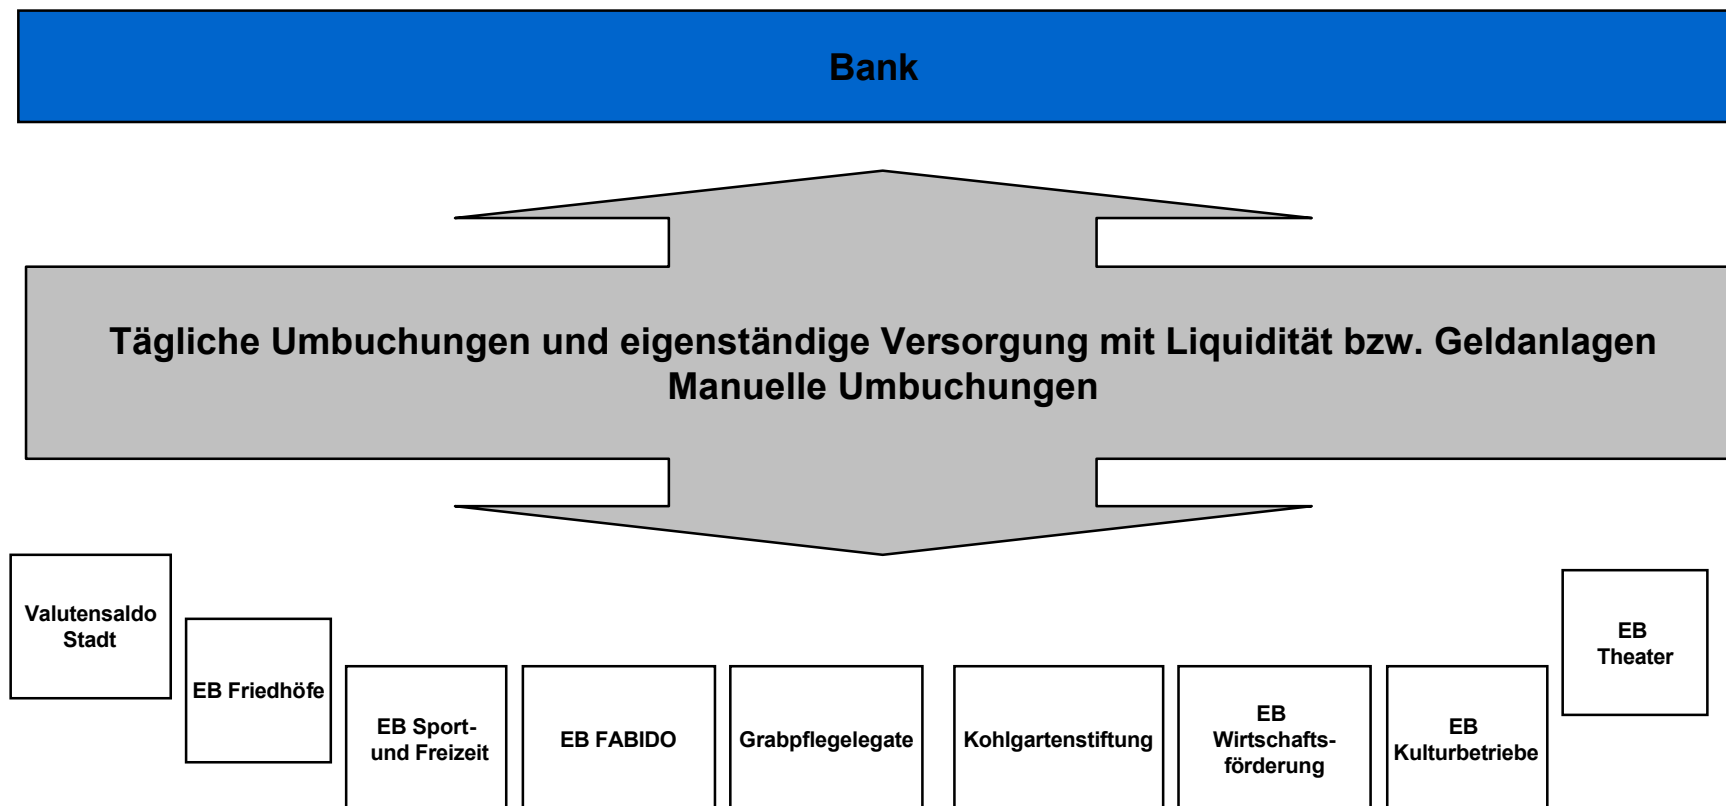 Bank
Tägliche Umbuchungen und eigenständige Versorgung mit Liquidität bzw. Geldanlagen
Manuelle Umbuchungen
Valutensaldo
Stadt
EB Friedhöfe
EB Sport-
und Freizeit
EB FABIDO
Grabpflegelegate
Kohlgartenstiftung
EB
Wirtschafts-
förderung
EB
Kulturbetriebe
EB
Theater